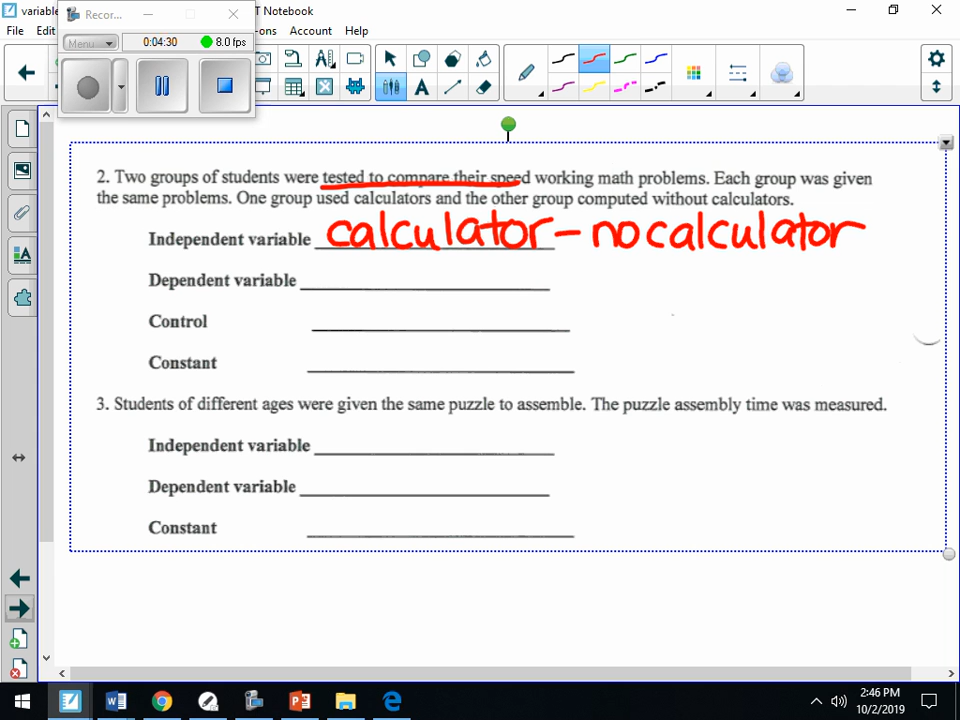 variable
Recor...
T Notebook
File
Edit
-ons
Account
Help
Menu
0:04:30
8.0 fps
2. Two groups of students were tested to compare their speed working math problems. Each group was given
the same problems. One group used calculators and the other group computed without calculators.
Independent variable calculator - no calculator
Dependent variable
Control
Constant
3. Students of different ages were given the same puzzle to assemble. The puzzle assembly time was measured.
Independent variable
Dependent variable
Constant
2:46 PM
10/2/2019